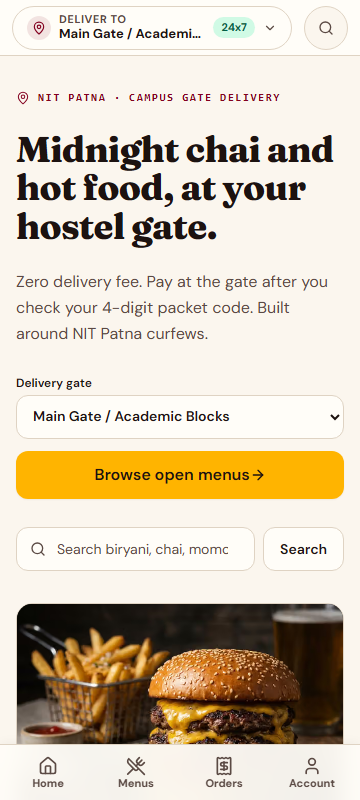 DELIVER TO
Main Gate / Academi...
24x7
NIT PATNA · CAMPUS GATE DELIVERY
Midnight chai and
hot food, at your
hostel gate.
Zero delivery fee. Pay at the gate after you
check your 4-digit packet code. Built
around NIT Patna curfews.
Delivery gate
Main Gate / Academic Blocks
Browse open menus→
Search biryani, chai, momo
Search
Home
Menus
Orders
Account